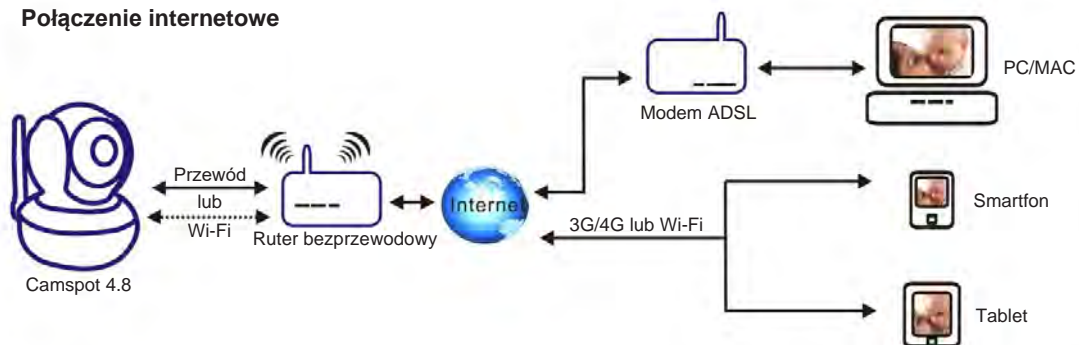 Połączenie internetowe
PC/MAC
Modem ADSL
Przewód
lub
Wi-Fi
Internet
Smartfon
3G/4G lub Wi-Fi
Ruter bezprzewodowy
Camspot 4.8
Tablet